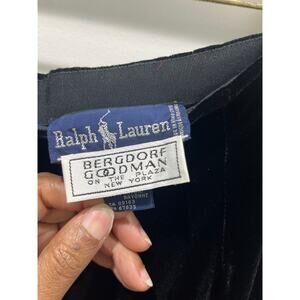 Ralph Lauren
BERGDORF
GOODMAN
ON THE PLAZA
NEW YORK